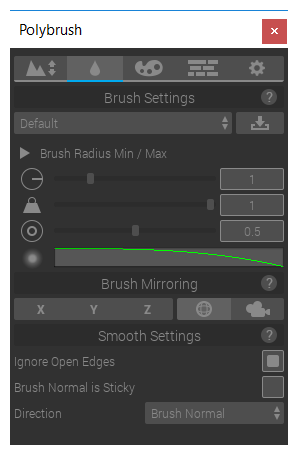 Polybrush
Brush Settings ?
Default
Brush Radius Min / Max
1
1
0.5
Brush Mirroring ?
X Y Z
Smooth Settings ?
Ignore Open Edges
Brush Normal is Sticky
Direction Brush Normal